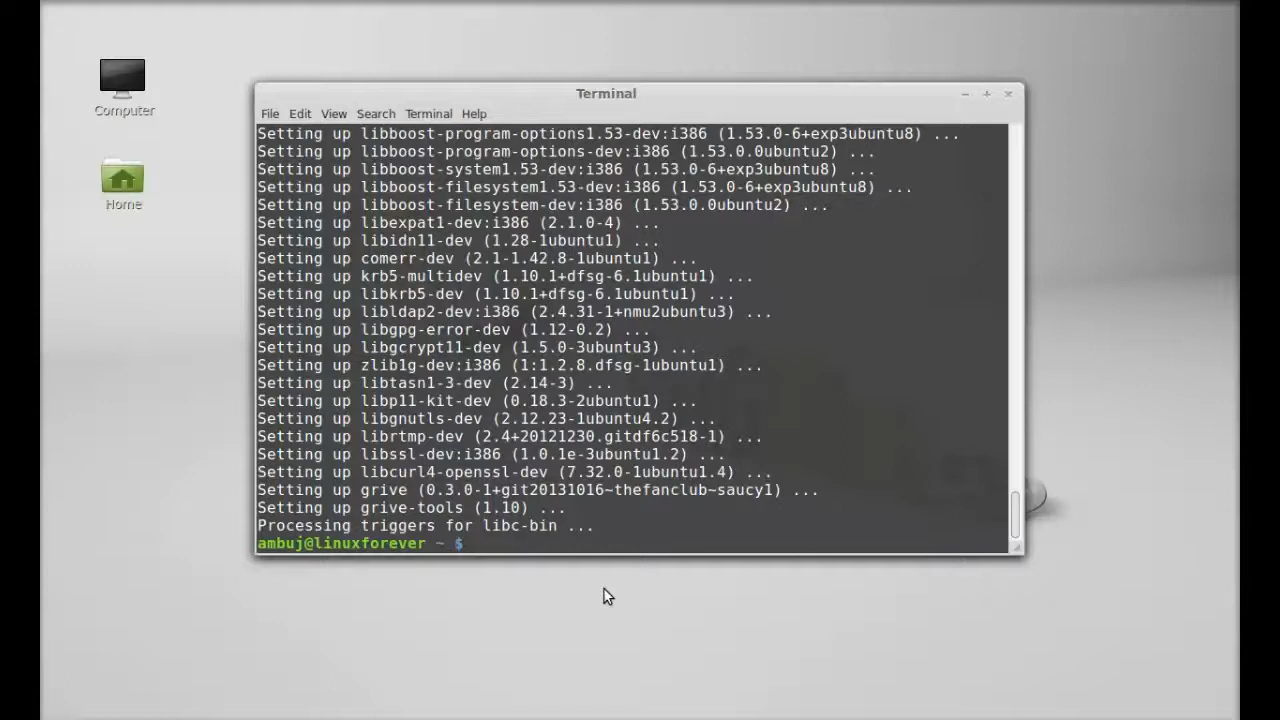 Computer
Home
Terminal
File Edit View Search Terminal Help
Setting up libboost-program-options1.53-dev:i386 (1.53.0-6+exp3ubuntu8) ...
Setting up libboost-program-options-dev:i386 (1.53.0.0ubuntu2) ...
Setting up libboost-system1.53-dev:i386 (1.53.0-6+exp3ubuntu8) ...
Setting up libboost-filesystem1.53-dev:i386 (1.53.0-6+exp3ubuntu8) ...
Setting up libboost-filesystem-dev:i386 (1.53.0.0ubuntu2) ...
Setting up libexpat1-dev:i386 (2.1.0-4) ...
Setting up libidn11-dev (1.28-1ubuntu1) ...
Setting up comerr-dev (2.1-1.42.8-1ubuntu1) ...
Setting up krb5-multidev (1.10.1+dfsg-6.1ubuntu1) ...
Setting up libkrb5-dev (1.10.1+dfsg-6.1ubuntu1) ...
Setting up libldap2-dev:i386 (2.4.31-1+nmu2ubuntu3) ...
Setting up libgpg-error-dev (1.12-0.2) ...
Setting up libgcrypt11-dev (1.5.0-3ubuntu3) ...
Setting up zlib1g-dev:i386 (1:1.2.8.dfsg-1ubuntu1) ...
Setting up libtasn1-3-dev (2.14-3) ...
Setting up libp11-kit-dev (0.18.3-2ubuntu1) ...
Setting up libgnutls-dev (2.12.23-1ubuntu4.2) ...
Setting up librtmp-dev (2.4+20121230.gitdf6c518-1) ...
Setting up libssl-dev:i386 (1.0.1e-3ubuntu1.2) ...
Setting up libcurl4-openssl-dev (7.32.0-1ubuntu1.4) ...
Setting up grive (0.3.0-1+git20131016~thefanclub~saucy1) ...
Setting up grive-tools (1.10) ...
Processing triggers for libc-bin ...
ambuj@linuxforever ~ $